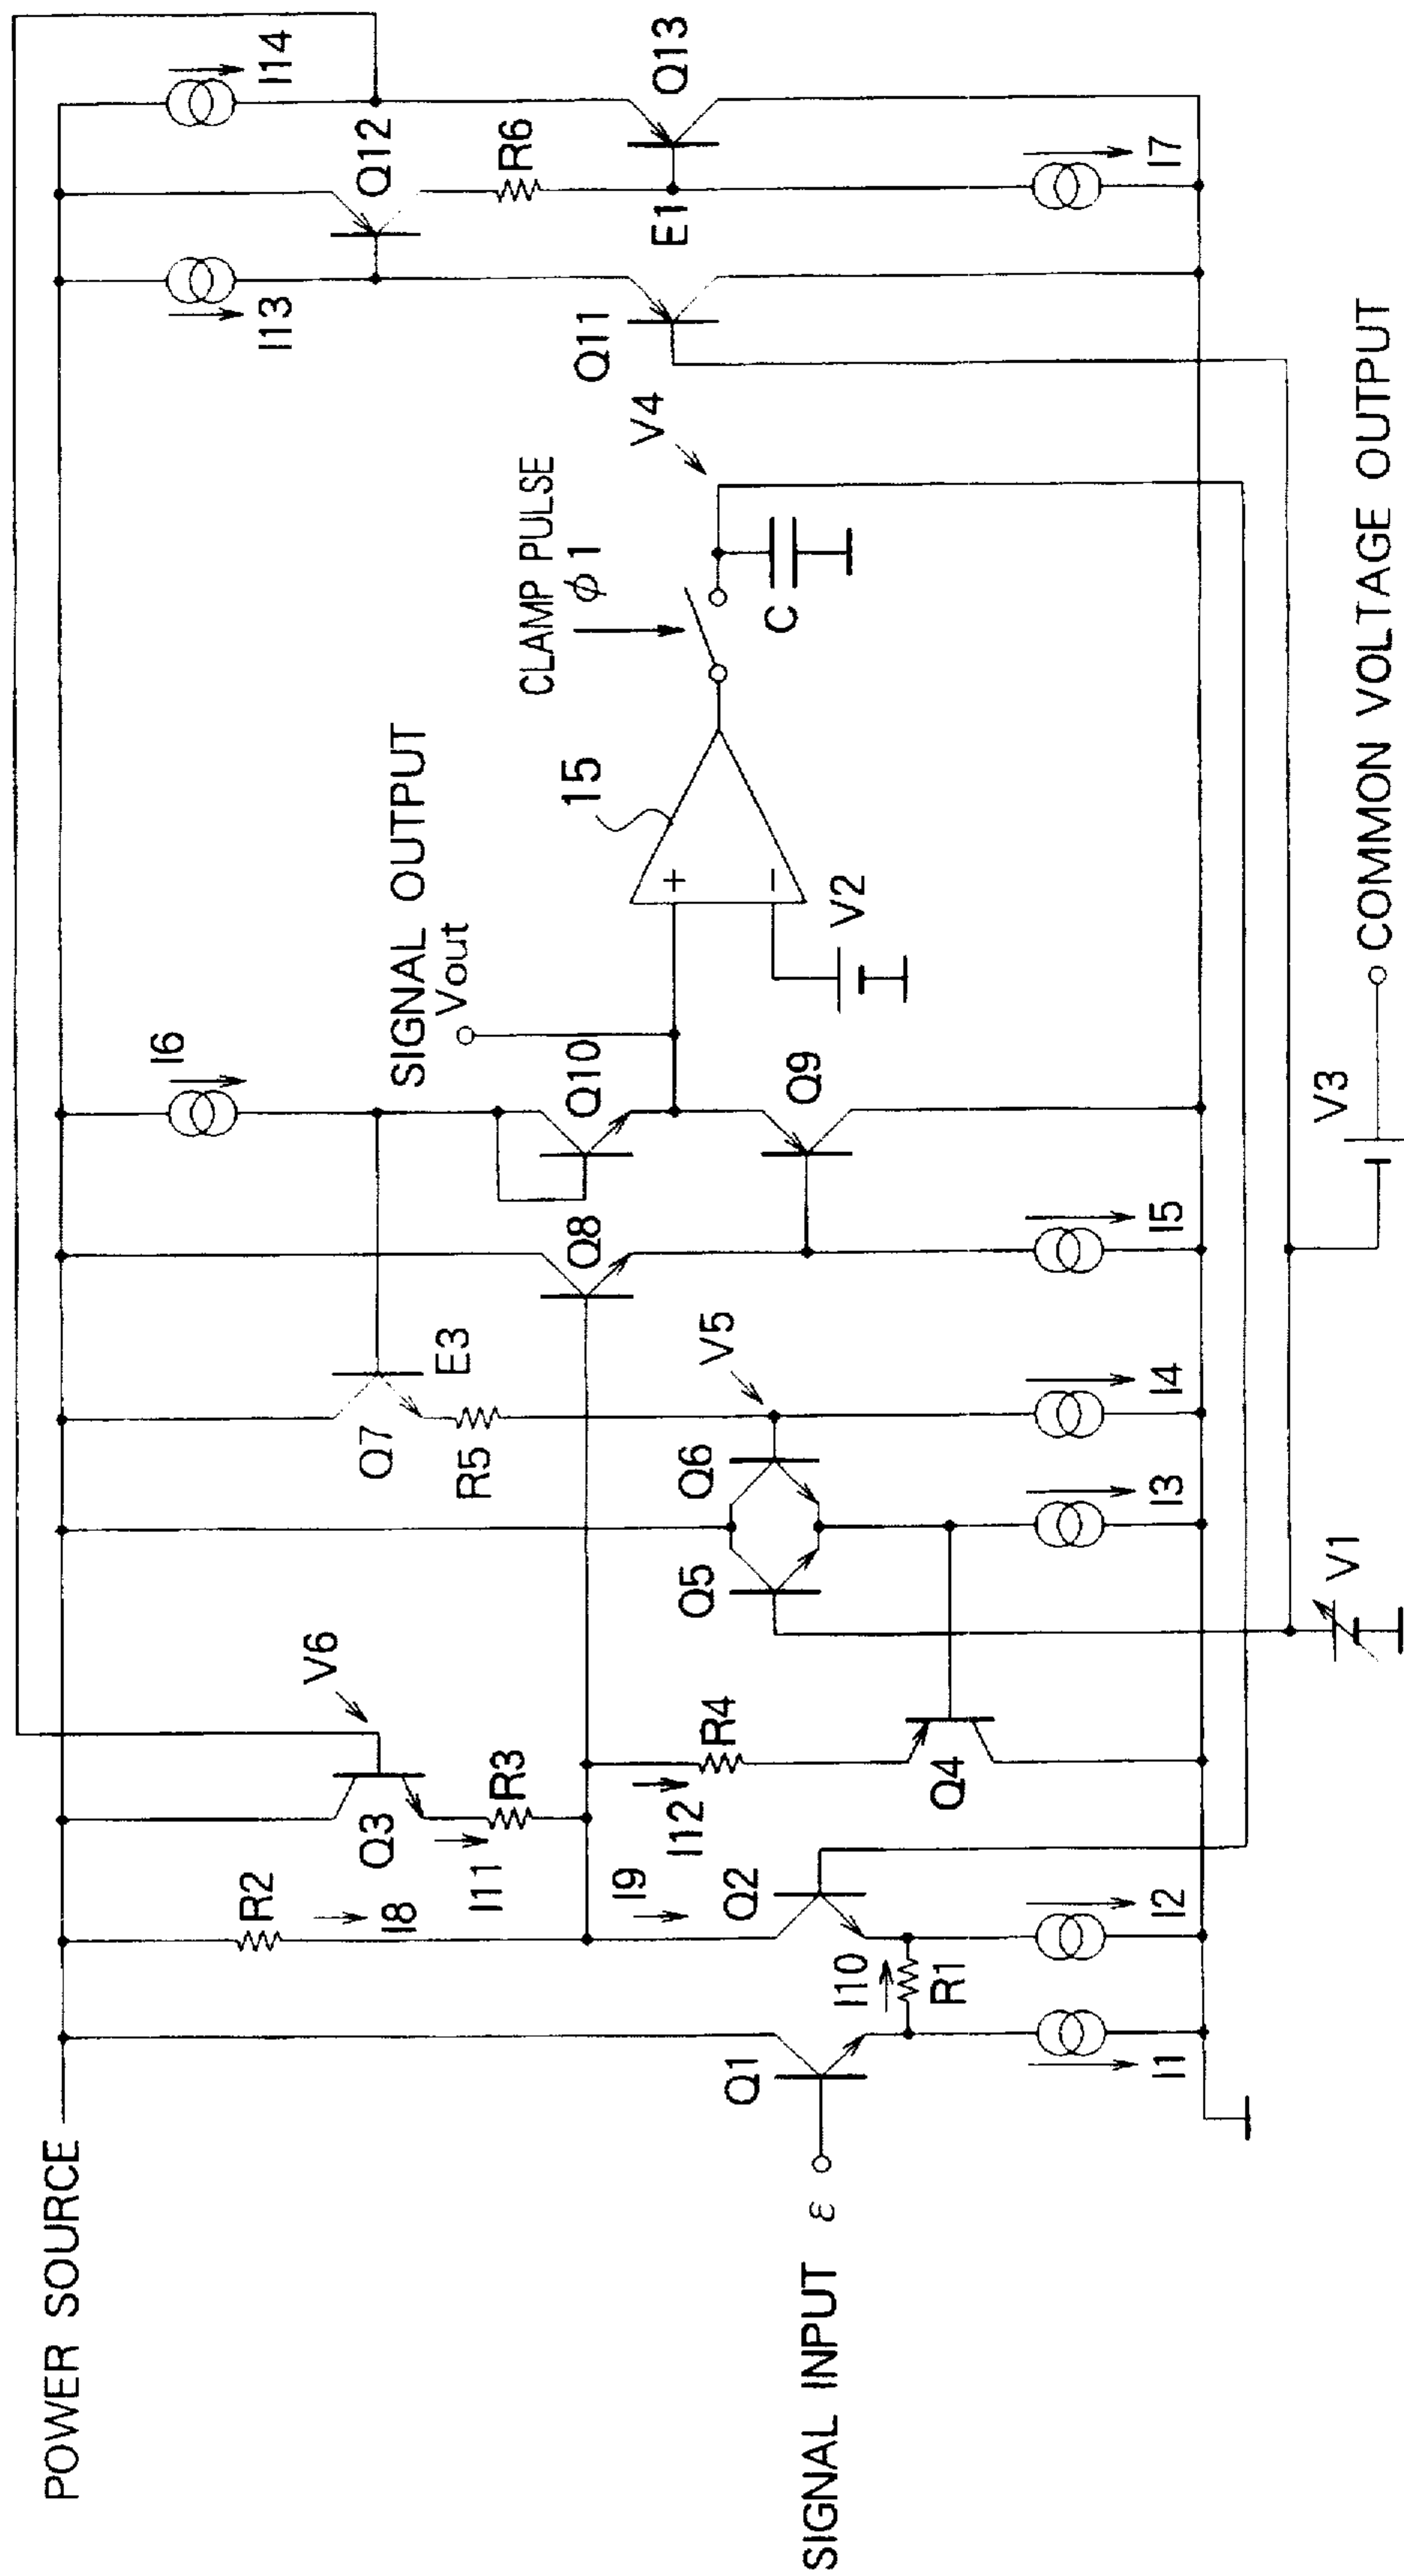 POWER SOURCE
SIGNAL INPUT ε
Q1
I1
I10
R1
R2
I8
I9
Q2
I2
V6
Q3
I11
R3
I12
R4
Q4
V1
Q5
Q6
I3
V5
I4
Q7
E3
R5
Q8
I5
I6
Q10
Q9
V3
COMMON VOLTAGE OUTPUT
SIGNAL OUTPUT
Vout
15
+
−
V2
CLAMP PULSE
φ1
C
V4
I13
Q11
Q12
R6
E1
I7
I14
Q13